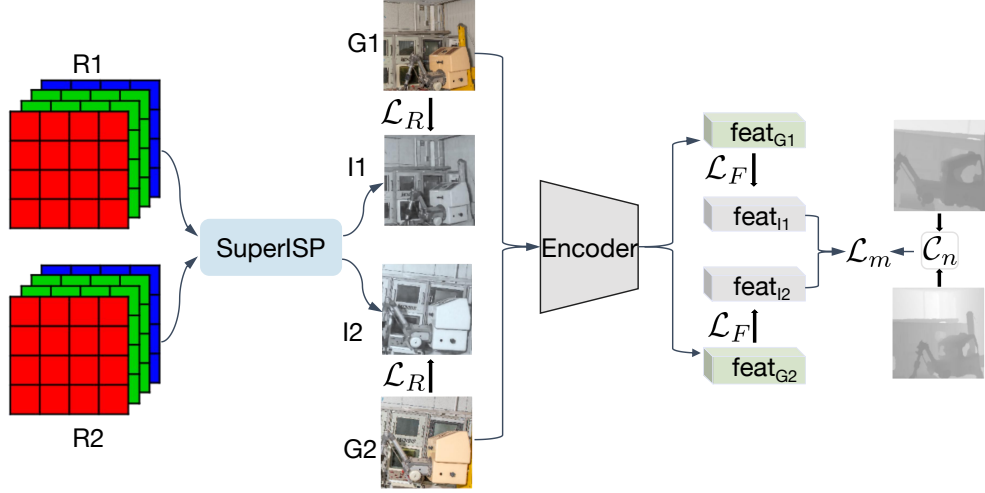 R1
R2
SuperISP
G1
ℒ_R
I1
I2
ℒ_R
G2
Encoder
feat_G1
ℒ_F
feat_I1
feat_I2
ℒ_F
feat_G2
ℒ_m
𝒞_n